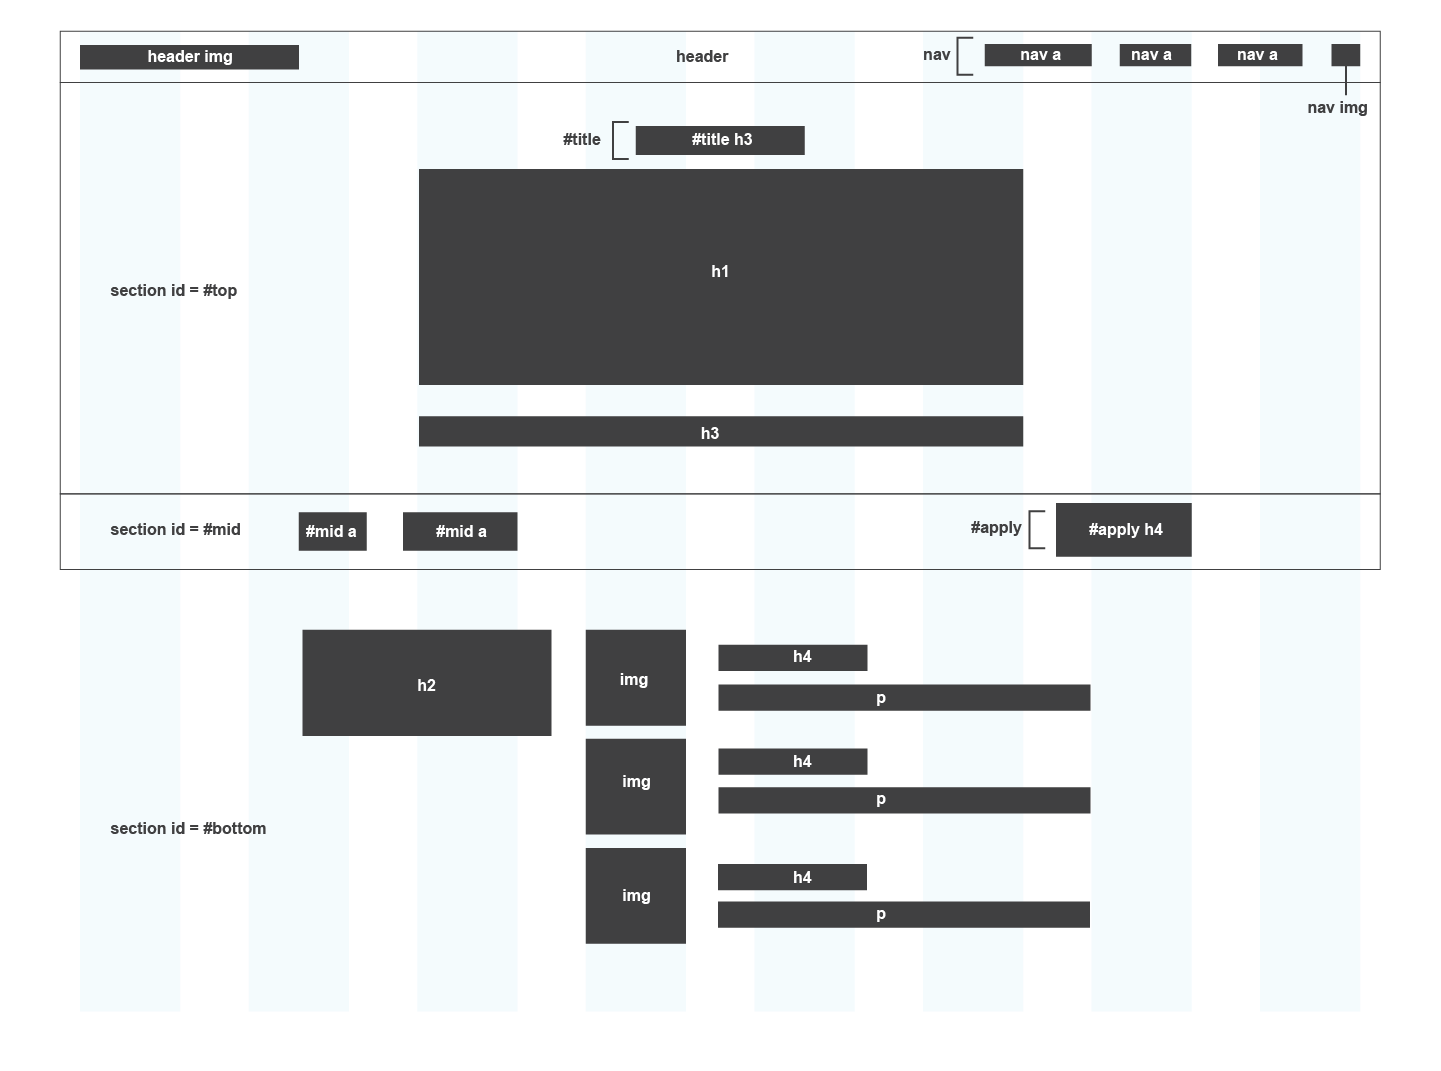 header img
header
nav
nav a
nav a
nav a
nav img
#title
#title h3
h1
section id = #top
h3
section id = #mid
#mid a
#mid a
#apply
#apply h4
h2
img
h4
p
img
h4
p
section id = #bottom
img
h4
p